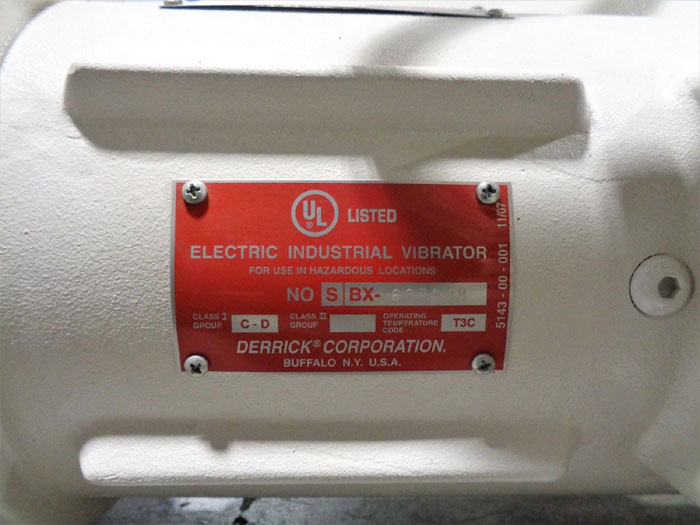 UL® LISTED
ELECTRIC INDUSTRIAL VIBRATOR
FOR USE IN HAZARDOUS LOCATIONS
NO S BX-
CLASS I GROUP C - D CLASS II GROUP OPERATING TEMPERATURE CODE T3C
DERRICK® CORPORATION.
BUFFALO N.Y. U.S.A.
5143 - 00 - 001 11/07